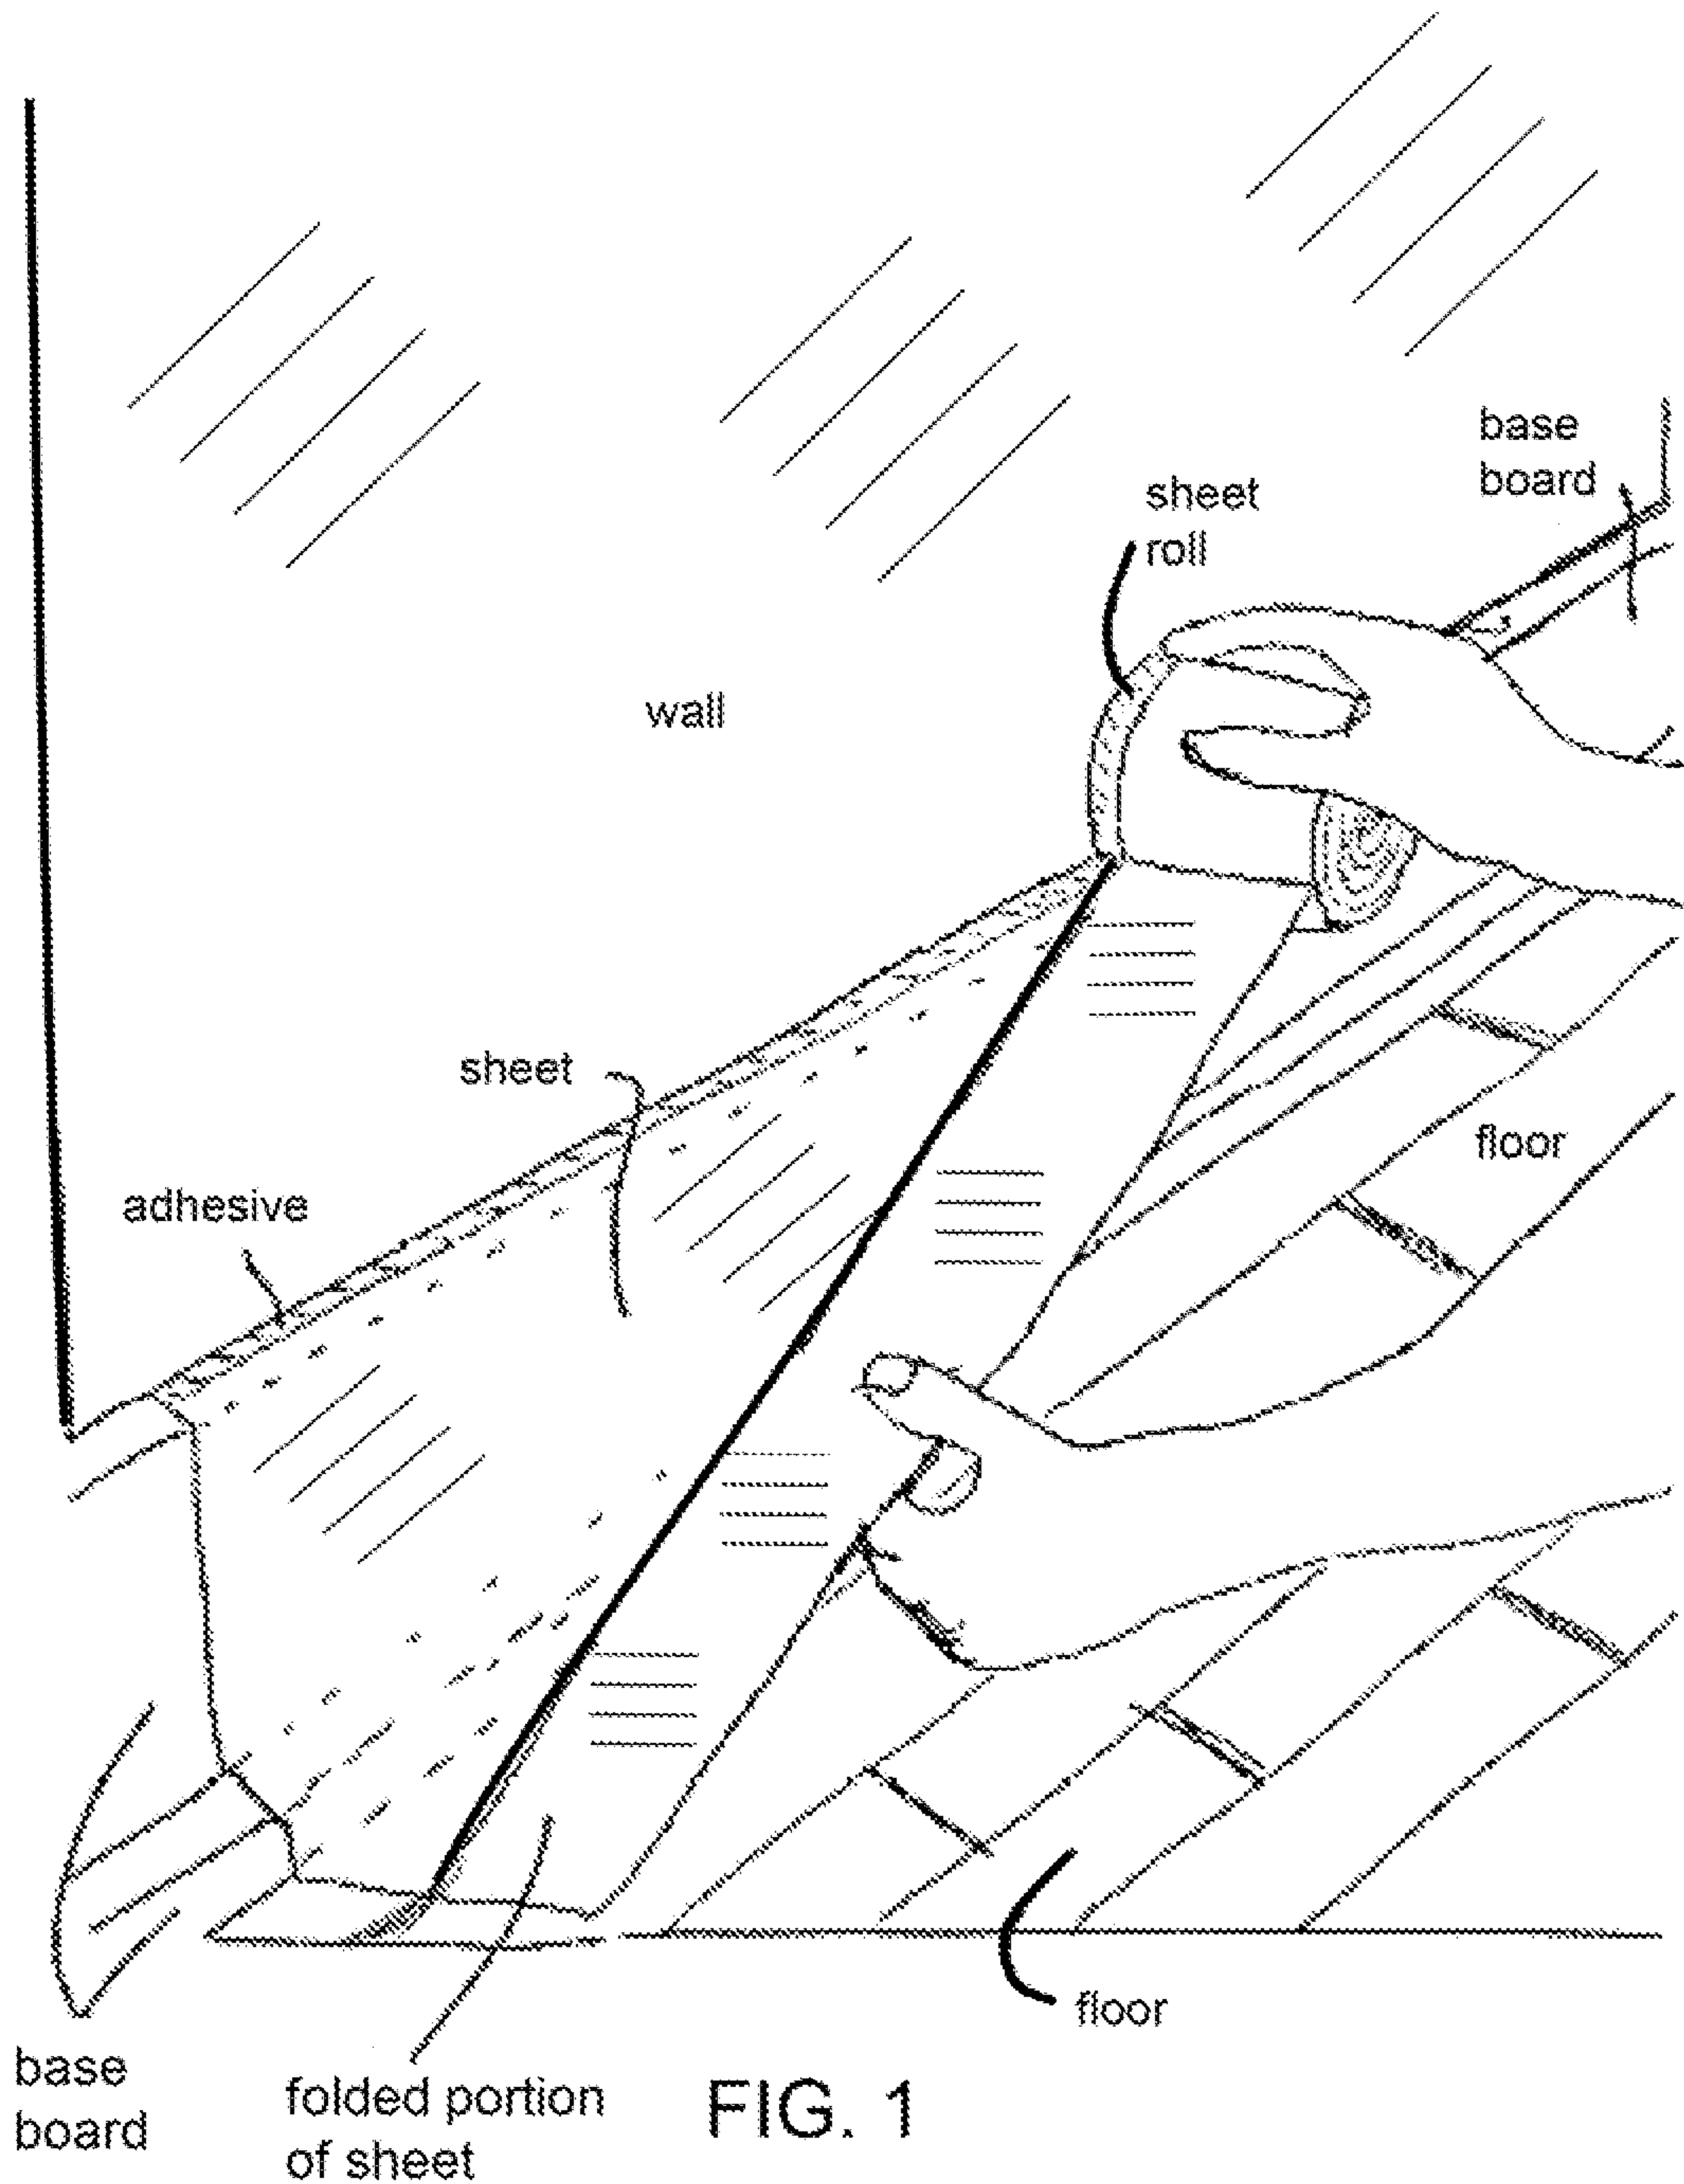 base
board
sheet
roll
wall
sheet
floor
adhesive
floor
base
board
folded portion
of sheet
FIG. 1